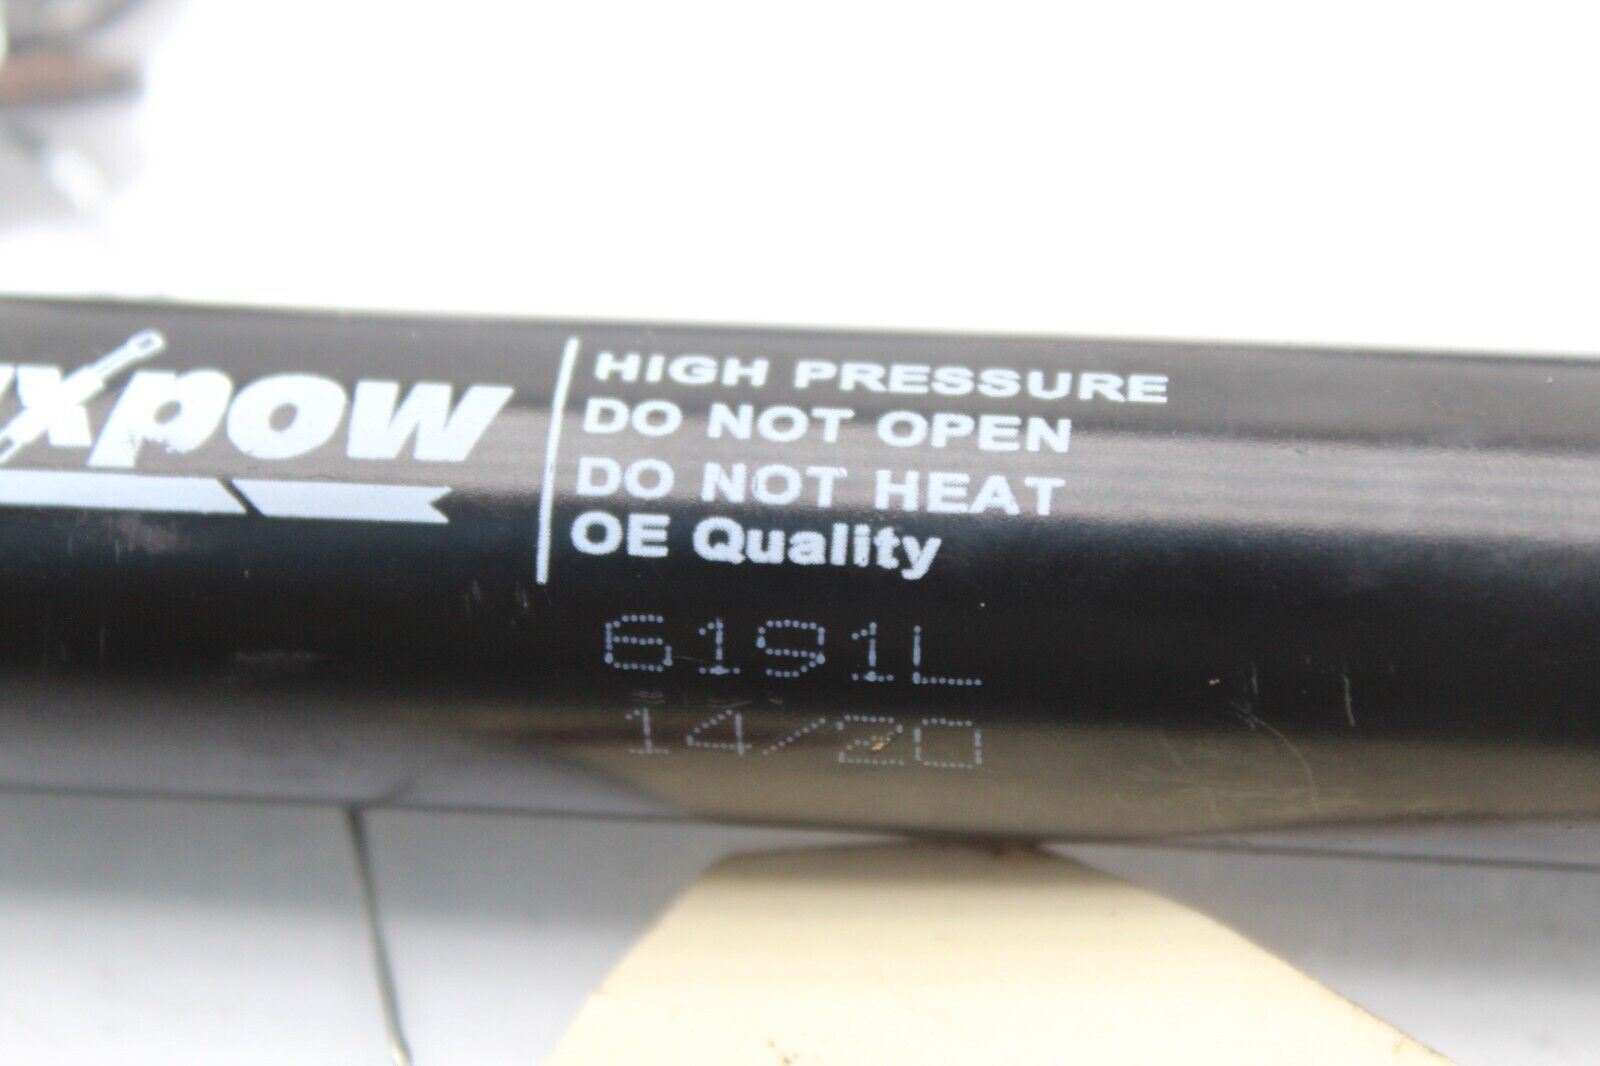 xpow
HIGH PRESSURE
DO NOT OPEN
DO NOT HEAT
OE Quality
6191L
14/20